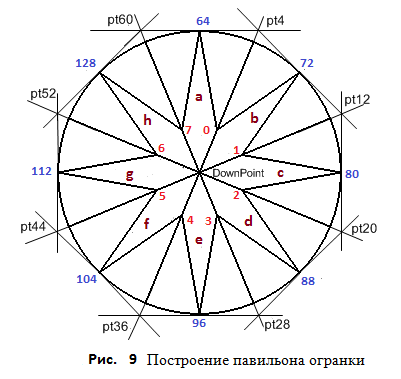 64
pt60 pt4
128 72
a
h b
pt52 pt12
7 0
6 1
112 g DownPoint c 80
5 2
pt44 f 4 3 d pt20
e
104 88
pt36 96 pt28
Рис. 9 Построение павильона огранки